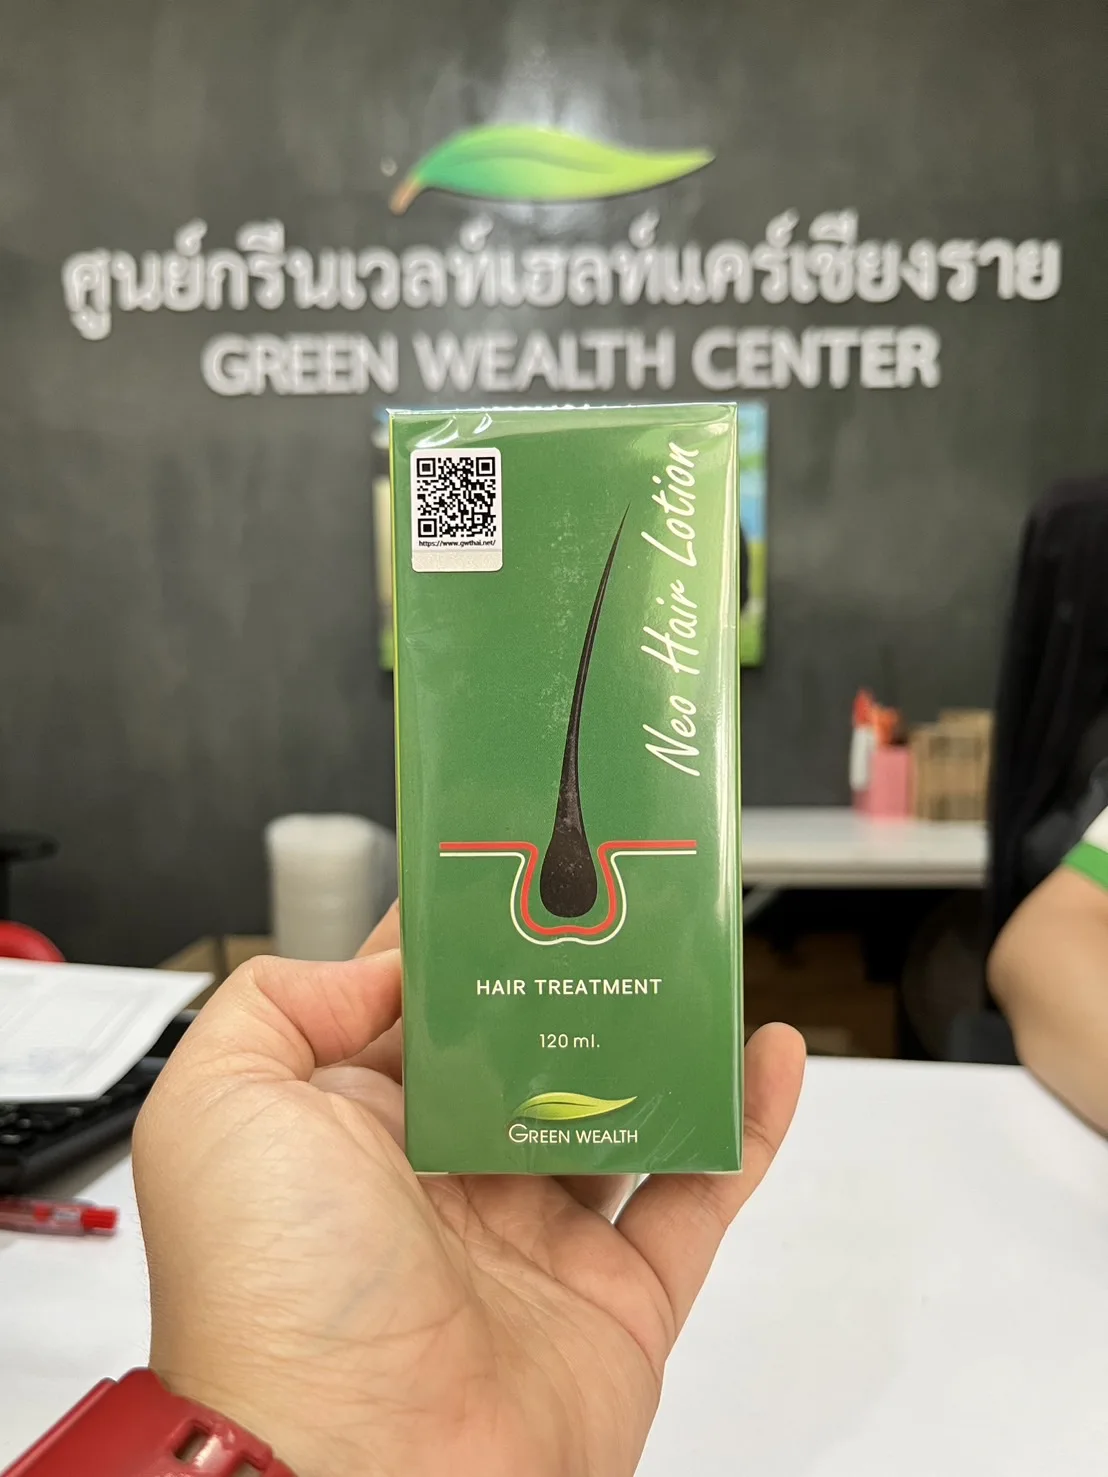 ศูนย์กรีนเวลท์เฮลท์แคร์เชียงราย
GREEN WEALTH CENTER
https://www.gwthai.net/
Neo Hair Lotion
HAIR TREATMENT
120 ml.
GREEN WEALTH